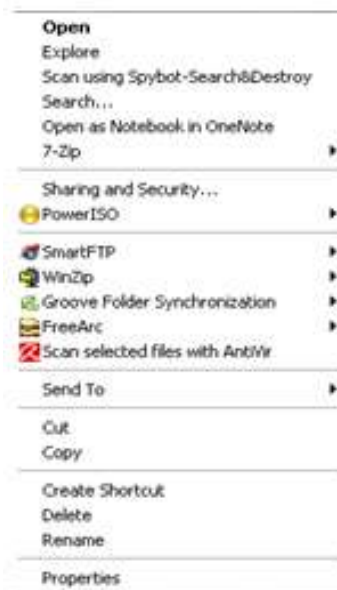 Open
Explore
Scan using Spybot-Search&Destroy
Search...
Open as Notebook in OneNote
7-Zip
Sharing and Security...
PowerISO
SmartFTP
WinZip
Groove Folder Synchronization
FreeArc
Scan selected files with AntiVir
Send To
Cut
Copy
Create Shortcut
Delete
Rename
Properties